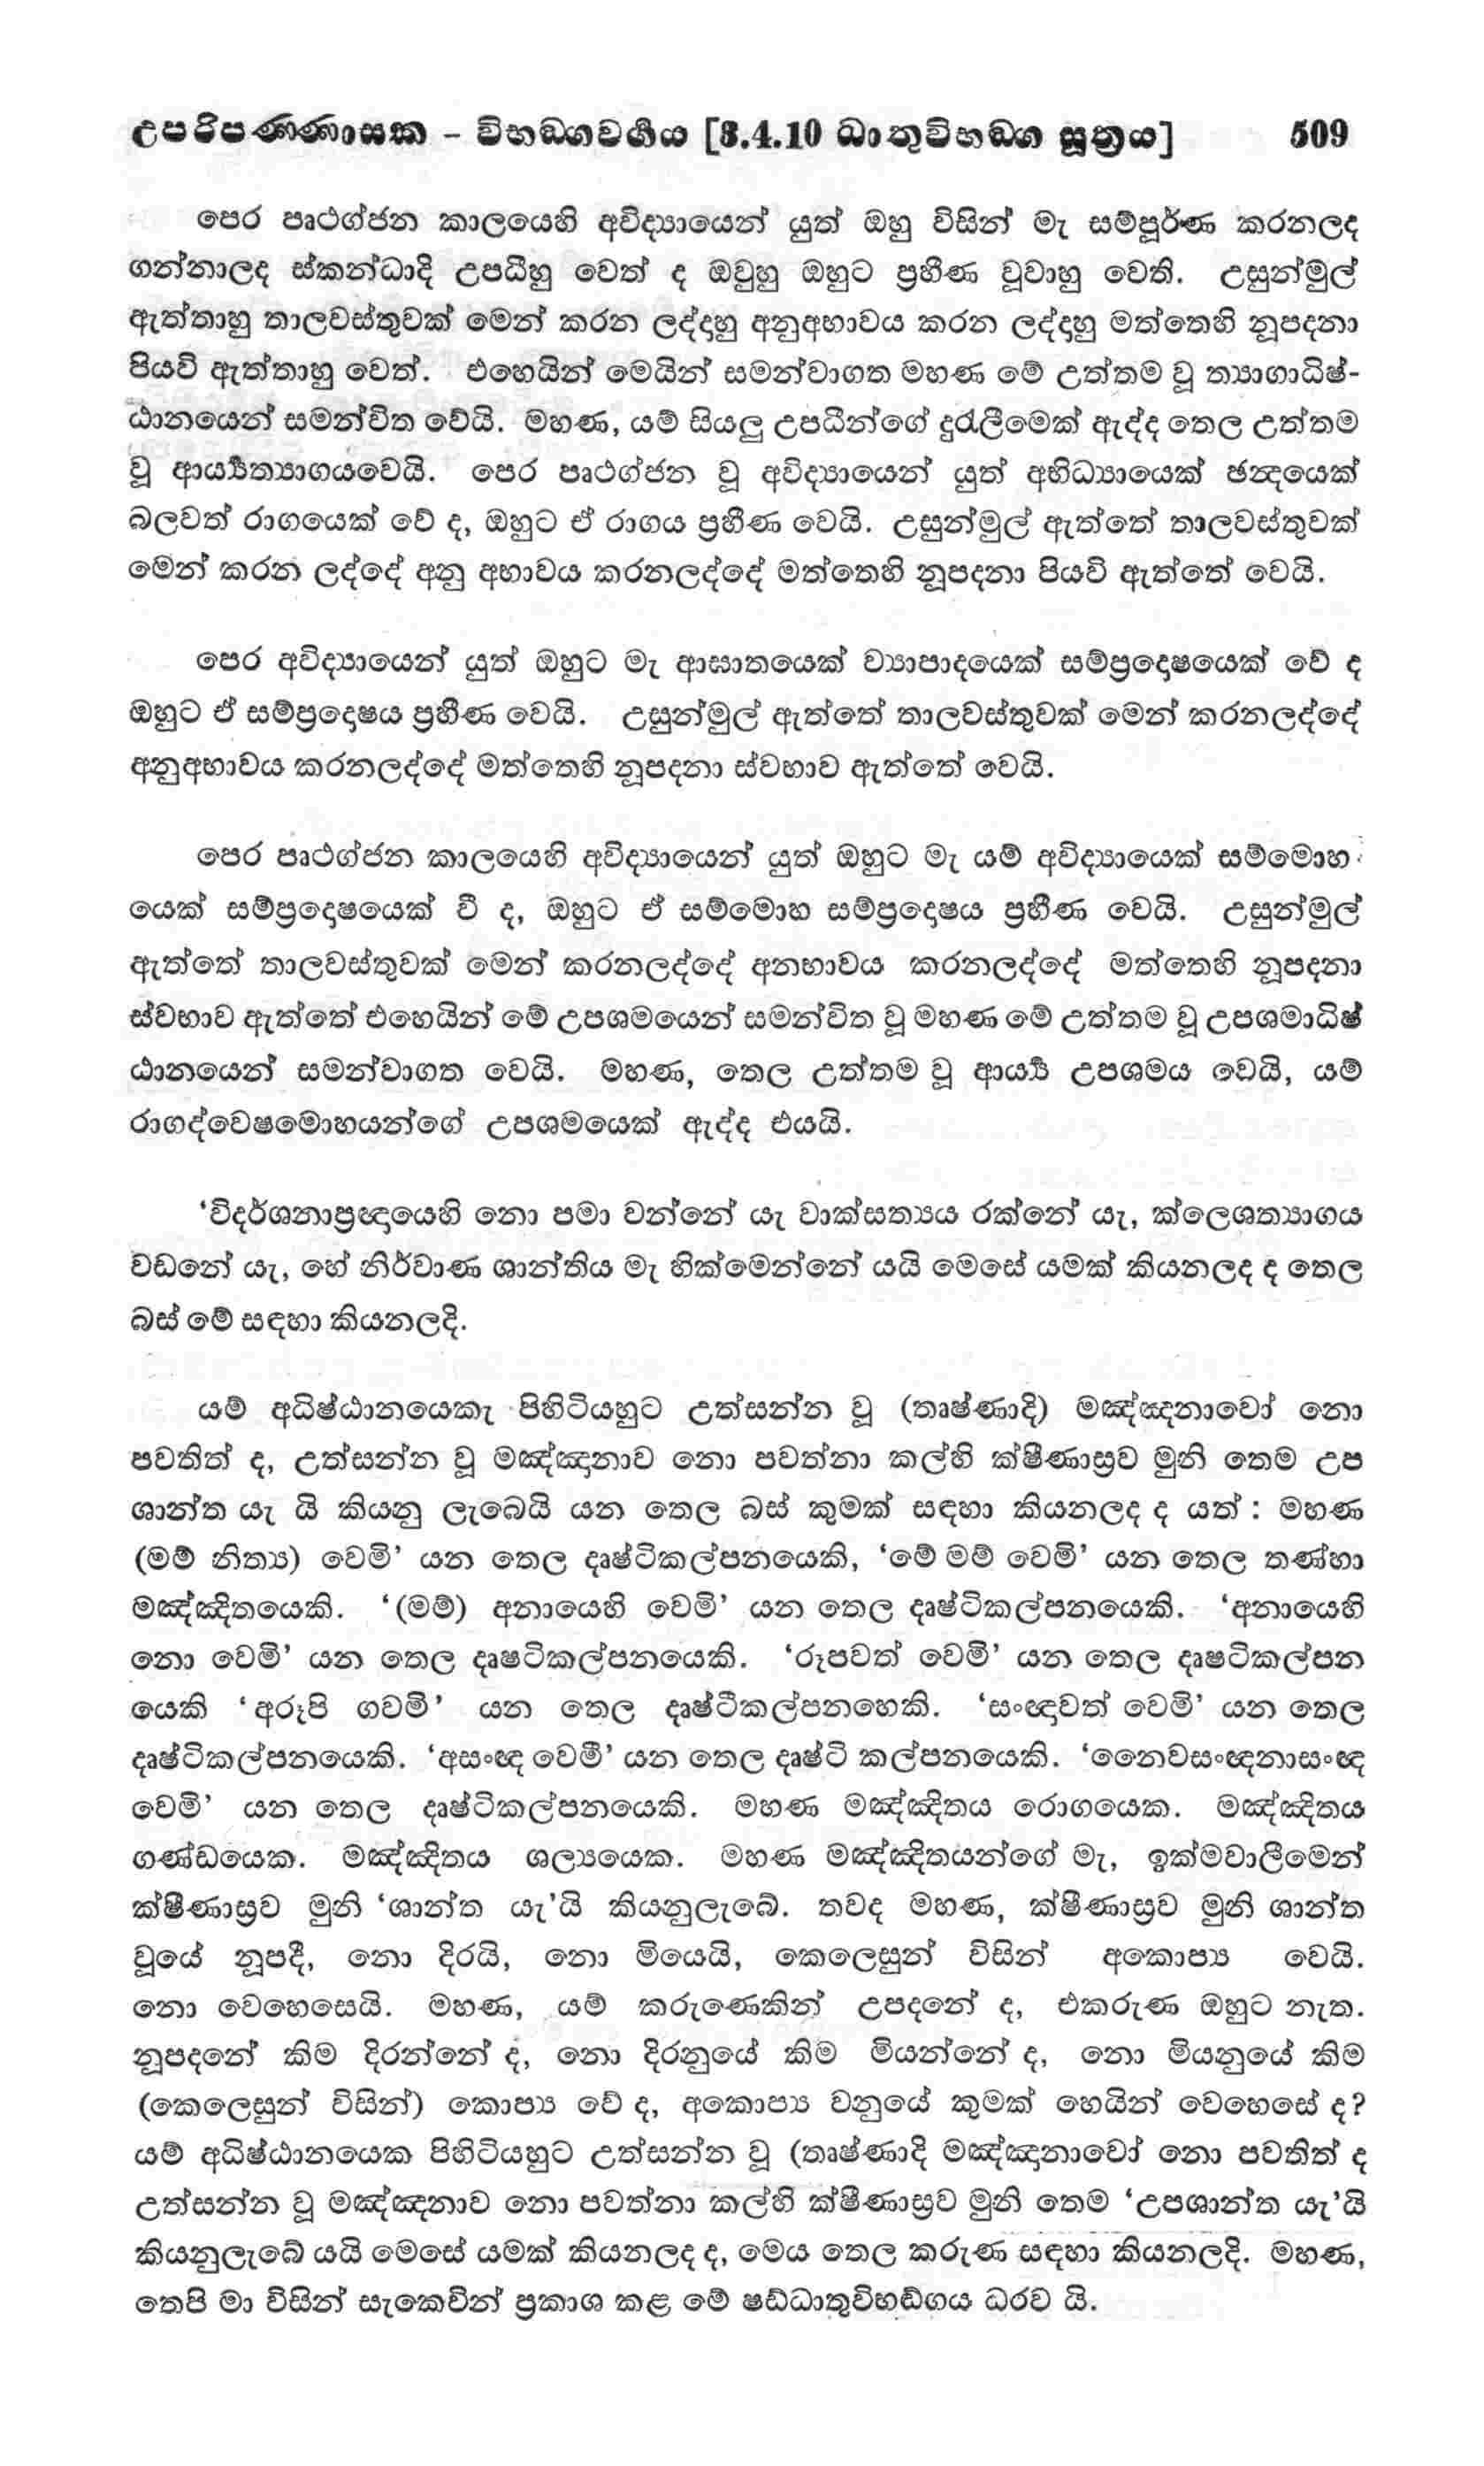 උපරිපණ්ණාසක – විභඞ්ගවර්‍ගය [3.4.10 ධාතුවිභඞ්ග සූත්‍රය] 509
පෙර පෘථග්ජන කාලයෙහි අවිද්‍යායෙන් යුත් ඔහු විසින් මැ සම්පූර්ණ කරනලද
ගන්නාලද ස්කන්ධාදි උපධීහු වෙත් ද ඔවුහු ඔහුට ප්‍රහීණ වූවාහු වෙති. උසුන්මුල්
ඇත්තාහු තාලවස්තුවක් මෙන් කරන ලද්දහු අනුඅභාවය කරන ලද්දහු මත්තෙහි නූපදනා
පියවි ඇත්තාහු වෙත්. එහෙයින් මෙයින් සමන්වාගත මහණ මේ උත්තම වූ ත්‍යාගාධිෂ්-
ඨානයෙන් සමන්විත වේයි. මහණ, යම් සියලු උපධීන්ගේ දුරැලීමෙක් ඇද්ද තෙල උත්තම
වූ ආර්‍ය්‍යත්‍යාගයවෙයි. පෙර පෘථග්ජන වූ අවිද්‍යායෙන් යුත් අභිධ්‍යායෙක් ඡන්‍දයෙක්
බලවත් රාගයෙක් වේ ද, ඔහුට ඒ රාගය ප්‍රහීණ වෙයි. උසුන්මුල් ඇත්තේ තාලවස්තුවක්
මෙන් කරන ලද්දේ අනු අභාවය කරනලද්දේ මත්තෙහි නූපදනා පියවි ඇත්තේ වෙයි.
පෙර අවිද්‍යායෙන් යුත් ඔහුට මැ ආඝාතයෙක් ව්‍යාපාදයෙක් සම්ප්‍රදොෂයෙක් වේ ද
ඔහුට ඒ සම්ප්‍රදොෂය ප්‍රහීණ වෙයි. උසුන්මුල් ඇත්තේ තාලවස්තුවක් මෙන් කරනලද්දේ
අනුඅභාවය කරනලද්දේ මත්තෙහි නූපදනා ස්වභාව ඇත්තේ වෙයි.
පෙර පෘථග්ජන කාලයෙහි අවිද්‍යායෙන් යුත් ඔහුට මැ යම් අවිද්‍යායෙක් සම්මොහ
යෙක් සම්ප්‍රදොෂයෙක් වී ද, ඔහුට ඒ සම්මොහ සම්ප්‍රදොෂය ප්‍රහීණ වෙයි. උසුන්මුල්
ඇත්තේ තාලවස්තුවක් මෙන් කරනලද්දේ අනභාවය කරනලද්දේ මත්තෙහි නූපදනා
ස්වභාව ඇත්තේ එහෙයින් මේ උපශමයෙන් සමන්විත වූ මහණ මේ උත්තම වූ උපශමාධිෂ්
ඨානයෙන් සමන්වාගත වෙයි. මහණ, තෙල උත්තම වූ ආර්‍ය්‍ය උපශමය වෙයි, යම්
රාගද්වෙෂමොහයන්ගේ උපශමයෙක් ඇද්ද එයයි.
‘විදර්ශනාප්‍රඥායෙහි නො පමා වන්නේ යැ වාක්සත්‍යය රක්නේ යැ, ක්ලෙශත්‍යාගය
වඩනේ යැ, හේ නිර්වාණ ශාන්තිය මැ හික්මෙන්නේ යයි මෙසේ යමක් කියනලද ද තෙල
බස් මේ සඳහා කියනලදි.
යම් අධිෂ්ඨානයෙකැ පිහිටියහුට උත්සන්න වූ (තෘෂ්ණාදි) මඤ්ඤනාවෝ නො
පවතිත් ද, උත්සන්න වූ මඤ්ඤානාව නො පවත්නා කල්හි ක්ෂීණාස්‍රව මුනි තෙම උප
ශාන්ත යැ යි කියනු ලැබෙයි යන තෙල බස් කුමක් සඳහා කියනලද ද යත් : මහණ
(මම් නිත්‍ය) වෙමි’ යන තෙල දෘෂ්ටිකල්පනයෙකි, ‘මේ මම් වෙමි’ යන තෙල තණ්හා
මඤ්ඤිතයෙකි. ‘(මම්) අනායෙහි වෙමි’ යන තෙල දෘෂ්ටිකල්පනයෙකි. ‘අනායෙහි
නො වෙමි’ යන තෙල දෘෂටිකල්පනයෙකි. ‘රූපවත් වෙමි’ යන තෙල දෘෂටිකල්පන
යෙකි ‘අරූපි ගවමි’ යන තෙල දෘෂ්ටීකල්පනහෙකි. ‘සංඥාවත් වෙමි’ යන තෙල
දෘෂ්ටිකල්පනයෙකි. ‘අසංඥ වෙමි’ යන තෙල දෘෂ්ටි කල්පනයෙකි. ‘නෛවසංඥනාසංඥ
වෙමි’ යන තෙල දෘෂ්ටිකල්පනයෙකි. මහණ මඤ්ඤිතය රොගයෙක. මඤ්ඤිතය
ගණ්ඩයෙක. මඤ්ඤිතය ශල්‍යයෙක. මහණ මඤ්ඤිතයන්ගේ මැ, ඉක්මවාලීමෙන්
ක්ෂීණාස්‍රව මුනි ‘ශාන්ත යැ’යි කියනුලැබේ. තවද මහණ, ක්ෂීණාස්‍රව මුනි ශාන්ත
වූයේ නූපදී, නො දිරයි, නො මියෙයි, කෙලෙසුන් විසින් අකොප්‍ය වෙයි.
නො වෙහෙසෙයි. මහණ, යම් කරුණෙකින් උපදනේ ද, එකරුණ ඔහුට නැත.
නූපදනේ කිම දිරන්නේ ද, නො දිරනුයේ කිම මියන්නේ ද, නො මියනුයේ කිම
(කෙලෙසුන් විසින්) කොප්‍ය වේ ද, අකොප්‍ය වනුයේ කුමක් හෙයින් වෙහෙසේ ද?
යම් අධිෂ්ඨානයෙක පිහිටියහුට උත්සන්න වූ (තෘෂ්ණාදි මඤ්ඤානාවෝ නො පවතිත් ද
උත්සන්න වූ මඤ්ඤනාව නො පවත්නා කල්හි ක්ෂීණාස්‍රව මුනි තෙම ‘උපශාන්ත යැ’යි
කියනුලැබේ යයි මෙසේ යමක් කියනලද ද, මෙය තෙල කරුණ සඳහා කියනලදි. මහණ,
තෙපි මා විසින් සැකෙවින් ප්‍රකාශ කළ මේ ෂඩ්ධාතුවිභඞ්ගය ධරව යි.